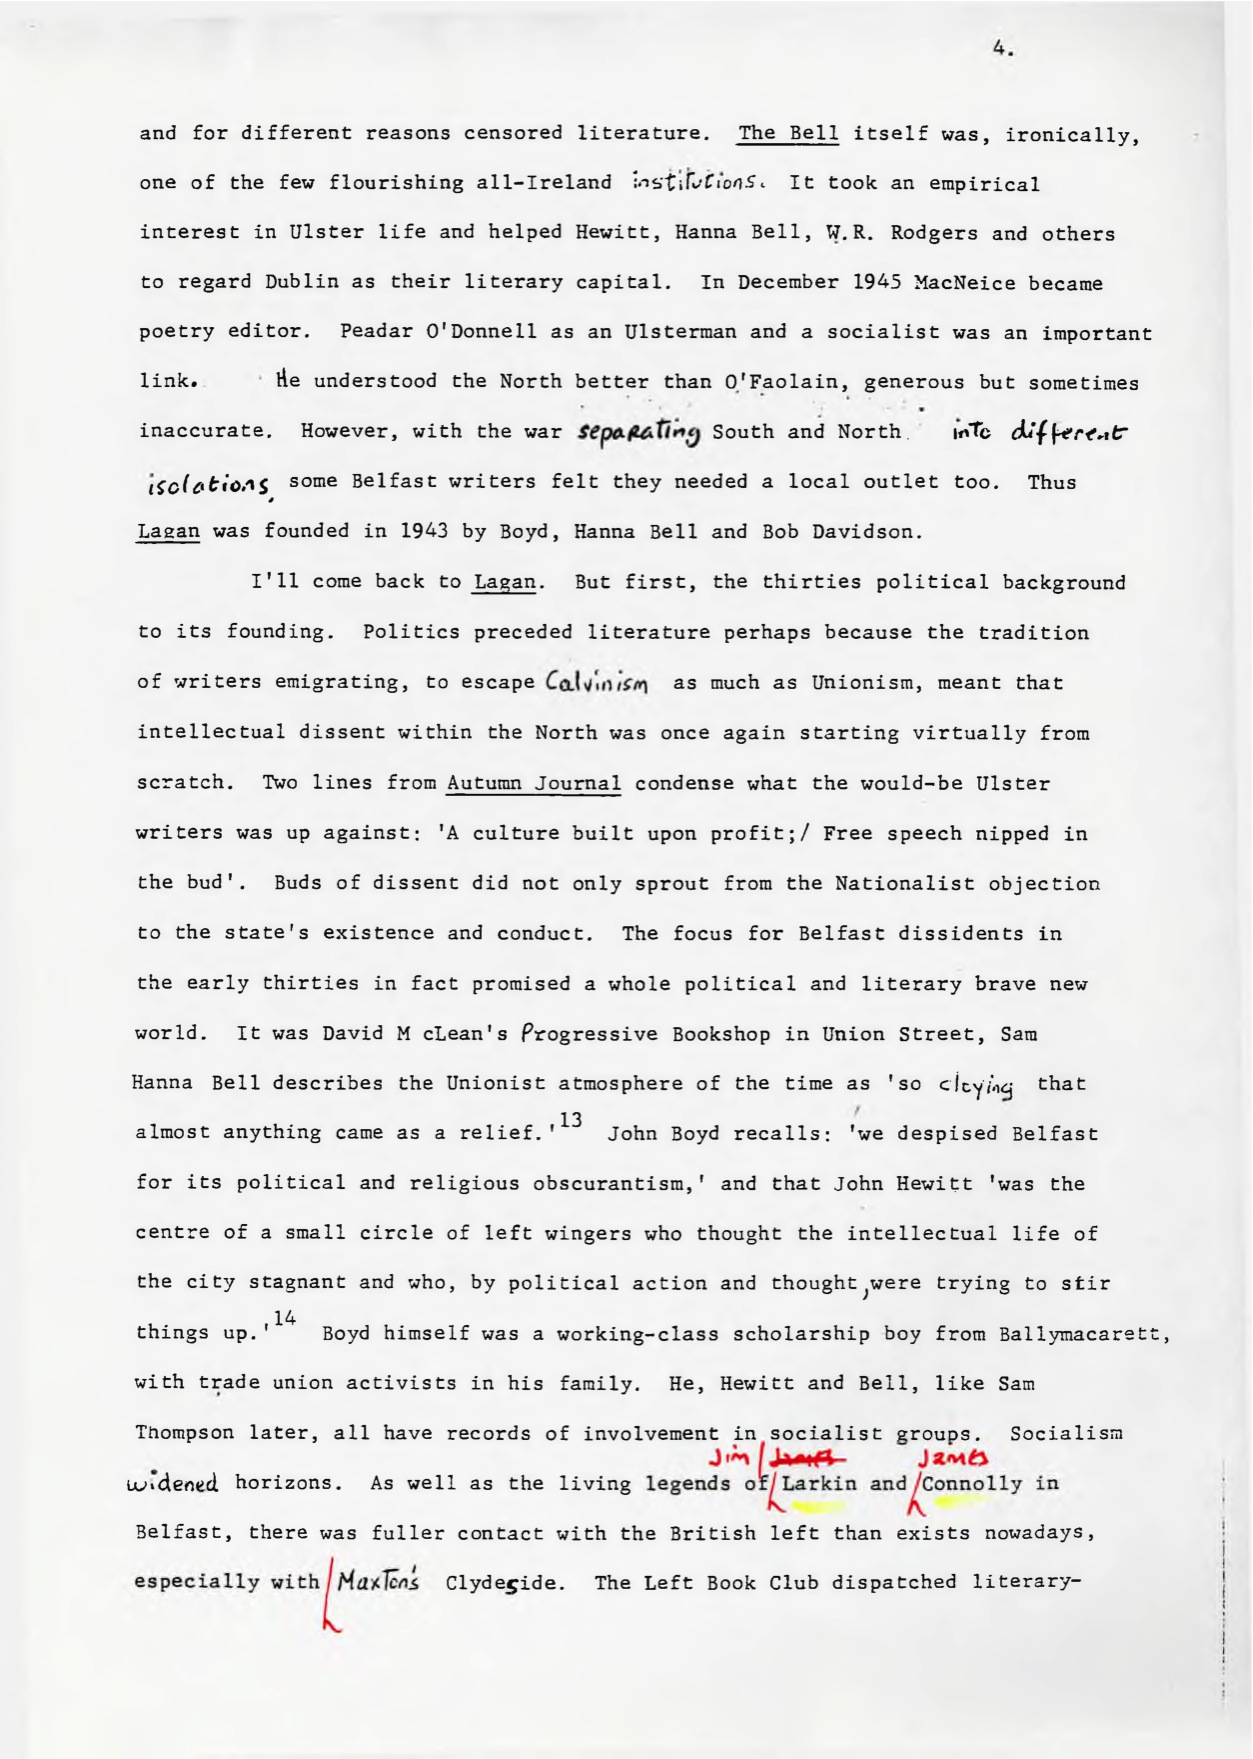 4.
and for different reasons censored literature. The Bell itself was, ironically,
one of the few flourishing all-Ireland institutions. It took an empirical
interest in Ulster life and helped Hewitt, Hanna Bell, W.R. Rodgers and others
to regard Dublin as their literary capital. In December 1945 MacNeice became
poetry editor. Peadar O'Donnell as an Ulsterman and a socialist was an important
link. He understood the North better than O'Faolain, generous but sometimes
inaccurate. However, with the war separating South and North into different
isolations, some Belfast writers felt they needed a local outlet too. Thus
Lagan was founded in 1943 by Boyd, Hanna Bell and Bob Davidson.
I'll come back to Lagan. But first, the thirties political background
to its founding. Politics preceded literature perhaps because the tradition
of writers emigrating, to escape Calvinism as much as Unionism, meant that
intellectual dissent within the North was once again starting virtually from
scratch. Two lines from Autumn Journal condense what the would-be Ulster
writers was up against: 'A culture built upon profit;/ Free speech nipped in
the bud'. Buds of dissent did not only sprout from the Nationalist objection
to the state's existence and conduct. The focus for Belfast dissidents in
the early thirties in fact promised a whole political and literary brave new
world. It was David M cLean's Progressive Bookshop in Union Street, Sam
Hanna Bell describes the Unionist atmosphere of the time as 'so cloying that
almost anything came as a relief.'13 John Boyd recalls: 'we despised Belfast
for its political and religious obscurantism,' and that John Hewitt 'was the
centre of a small circle of left wingers who thought the intellectual life of
the city stagnant and who, by political action and thought, were trying to stir
things up.'14 Boyd himself was a working-class scholarship boy from Ballymacarett,
with trade union activists in his family. He, Hewitt and Bell, like Sam
Thompson later, all have records of involvement in socialist groups. Socialism
Jim James
widened horizons. As well as the living legends of Larkin and Connolly in
Belfast, there was fuller contact with the British left than exists nowadays,
especially with Maxton's Clydeside. The Left Book Club dispatched literary-